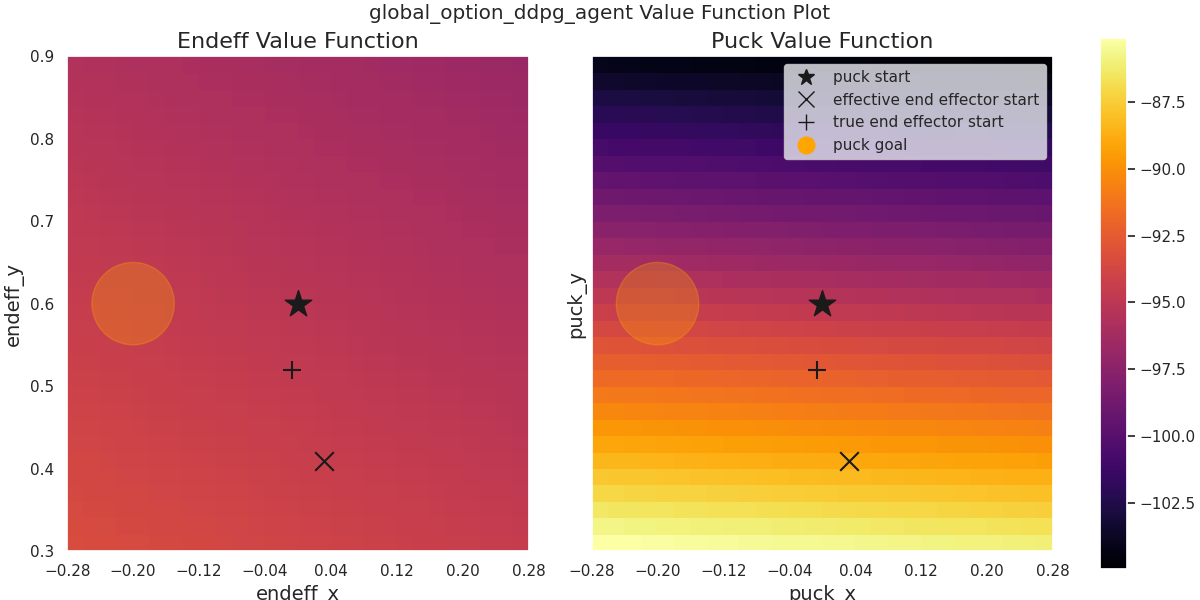 global_option_ddpg_agent Value Function Plot
Endeff Value Function
Puck Value Function
puck start
effective end effector start
true end effector start
puck goal
endeff_y
0.9
0.8
0.7
0.6
0.5
0.4
0.3
−0.28 −0.20 −0.12 −0.04 0.04 0.12 0.20 0.28
endeff_x
puck_y
−0.28 −0.20 −0.12 −0.04 0.04 0.12 0.20 0.28
puck_x
−87.5
−90.0
−92.5
−95.0
−97.5
−100.0
−102.5